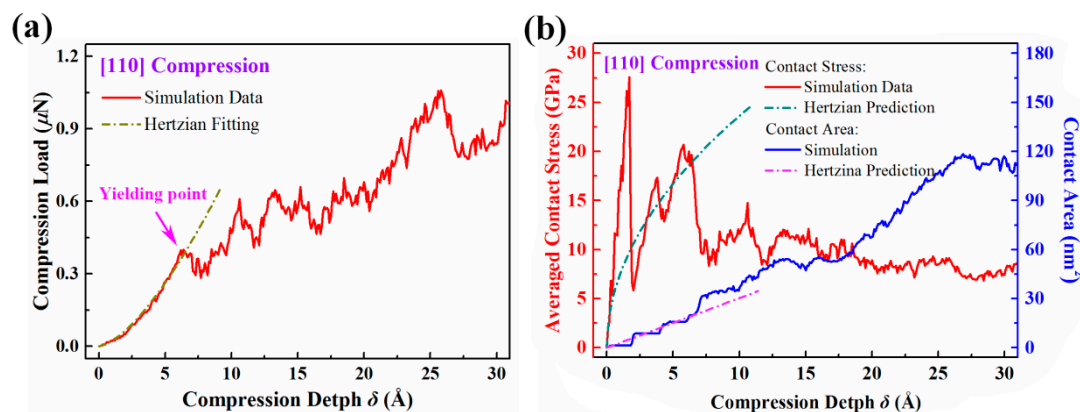 (a)
1.2
0.9
0.6
0.3
0.0
Compression Load (μN)
[110] Compression
Simulation Data
Hertzian Fitting
Yielding point
0 5 10 15 20 25 30
Compression Detph δ (Å)
(b)
30
25
20
15
10
5
0
Averaged Contact Stress (GPa)
[110] Compression
Contact Stress:
Simulation Data
Hertzian Prediction
Contact Area:
Simulation
Hertzina Prediction
180
150
120
90
60
30
0
Contact Area (nm²)
0 5 10 15 20 25 30
Compression Detph δ (Å)